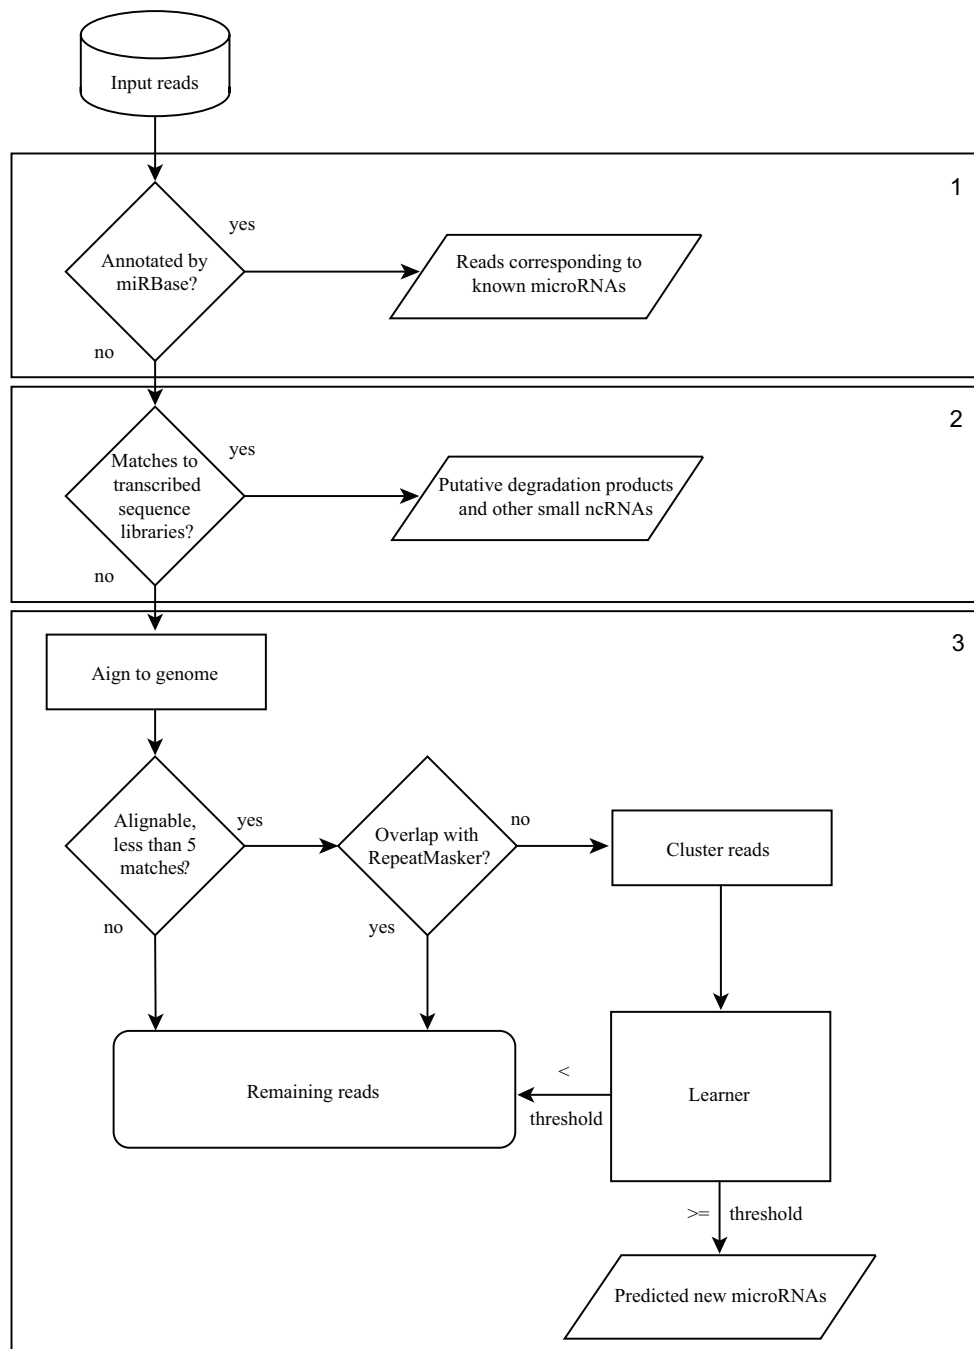 Input reads
1
yes
Annotated by
miRBase?
Reads corresponding to
known microRNAs
no
2
yes
Matches to
transcribed
sequence
libraries?
Putative degradation products
and other small ncRNAs
no
3
Aign to genome
Alignable,
less than 5
matches?
yes
Overlap with
RepeatMasker?
no
Cluster reads
no
yes
Remaining reads
<
threshold
Learner
>= threshold
Predicted new microRNAs